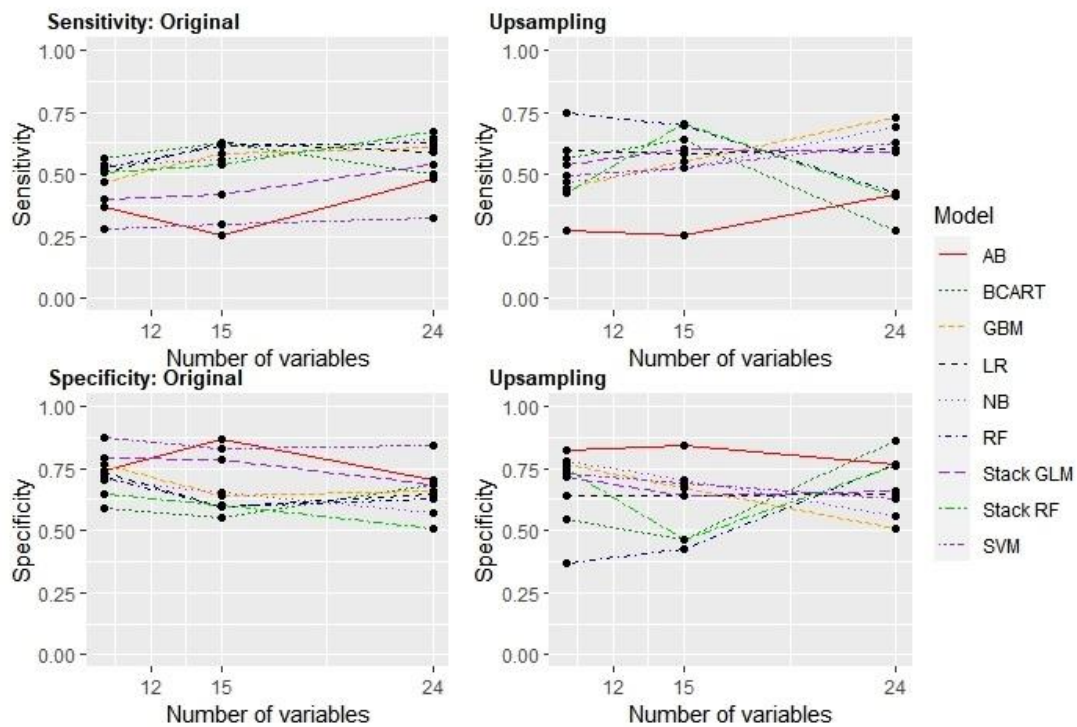 Sensitivity: Original
Upsampling
1.00
0.75
0.50
0.25
0.00
Sensitivity
12 15 24
Number of variables
1.00
0.75
0.50
0.25
0.00
Sensitivity
12 15 24
Number of variables
Specificity: Original
Upsampling
1.00
0.75
0.50
0.25
0.00
Specificity
12 15 24
Number of variables
1.00
0.75
0.50
0.25
0.00
Specificity
12 15 24
Number of variables
Model
AB
BCART
GBM
LR
NB
RF
Stack GLM
Stack RF
SVM